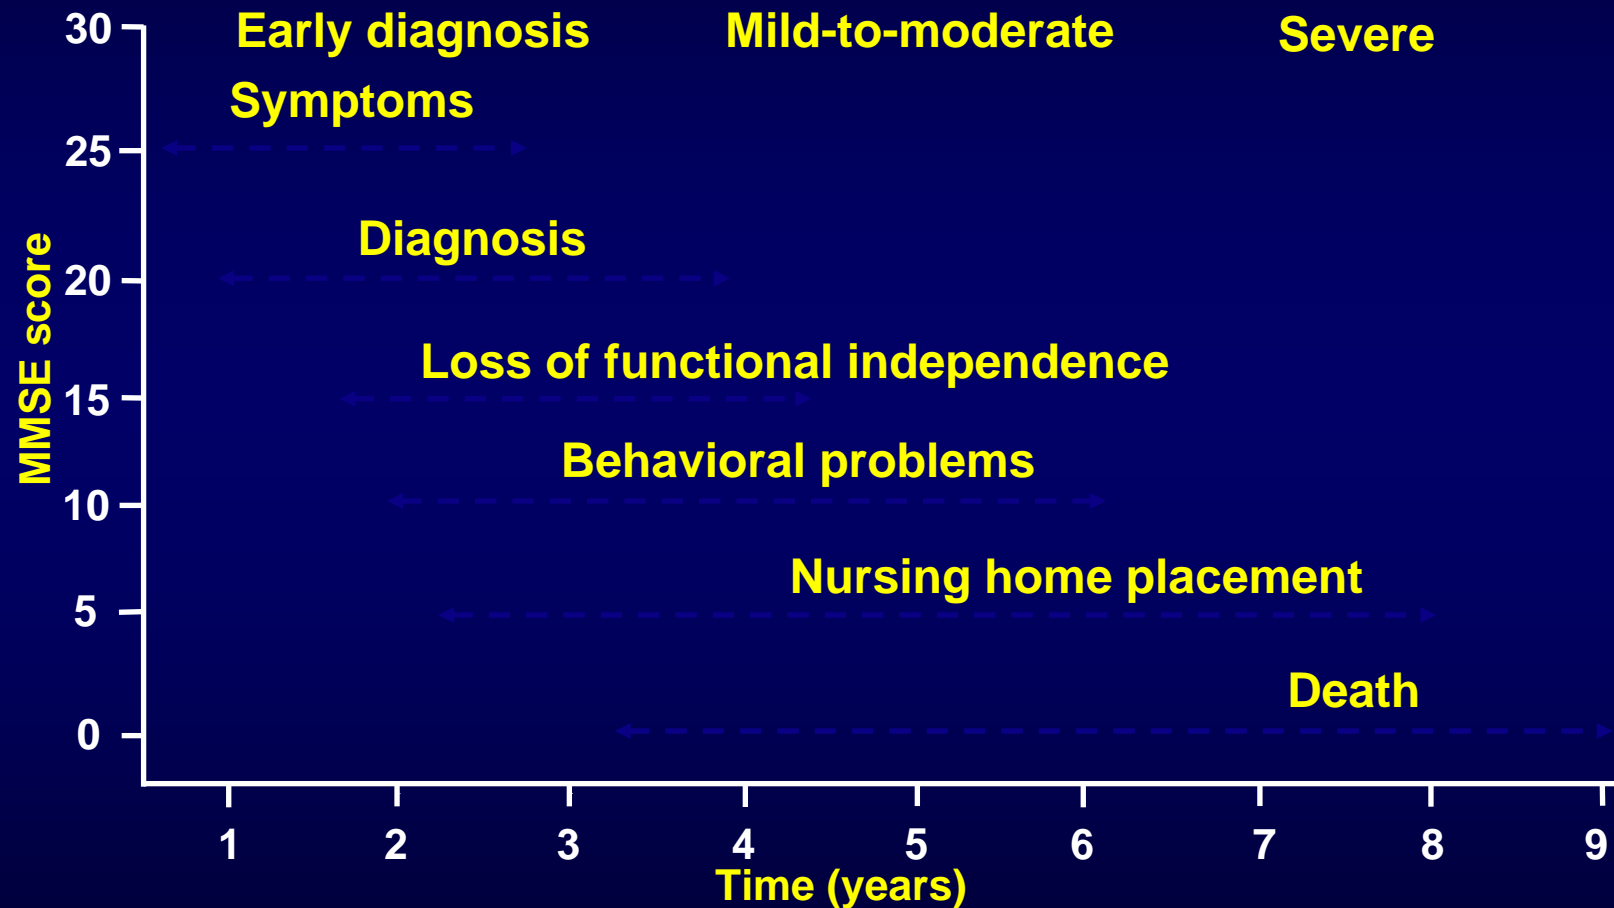 30
Early diagnosis
Mild-to-moderate
Severe
Symptoms
25
Diagnosis
20
MMSE score
Loss of functional independence
15
Behavioral problems
10
Nursing home placement
5
Death
0
1 2 3 4 5 6 7 8 9
Time (years)